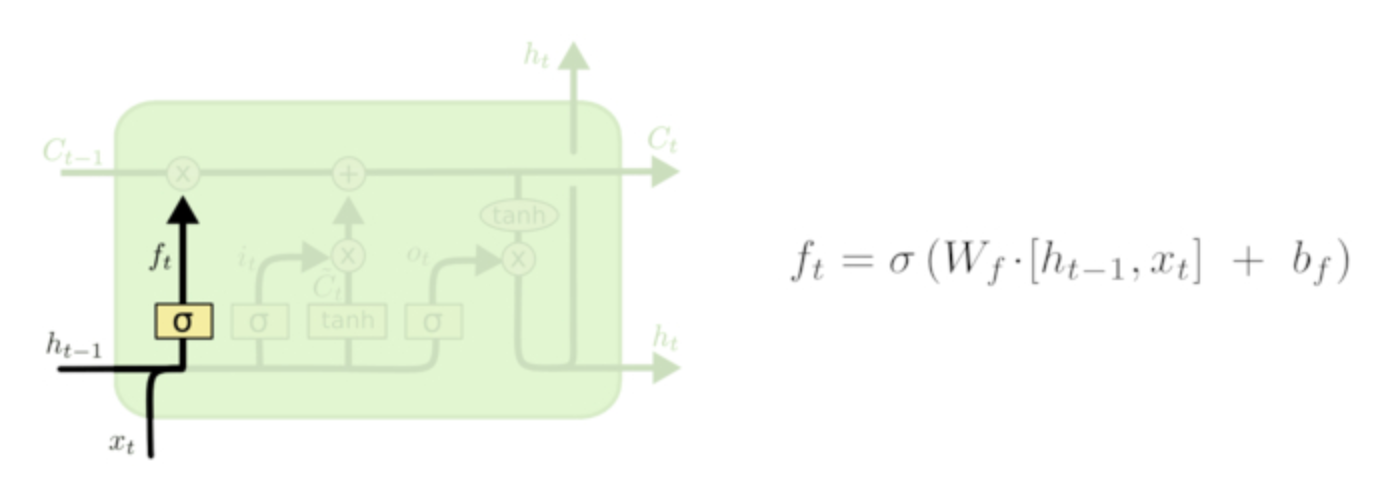 h_t
C_{t-1}
C_t
× +
tanh
f_t i_t × o_t ×
C̃_t
σ σ tanh σ
h_{t-1}
h_t
x_t
f_t = σ (W_f · [h_{t-1}, x_t] + b_f)